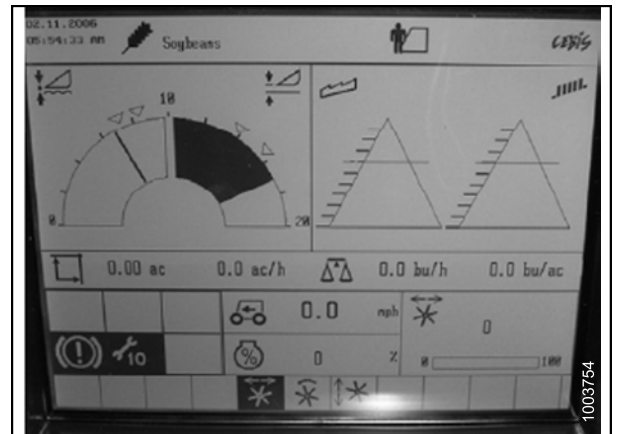 02.11.2006
05:54:33 AM
Soybeans
CEBIS
10
0
20
0.00 ac
0.0 ac/h
0.0 bu/h
0.0 bu/ac
0.0 mph
0
10
%
0 %
0 100
1003754